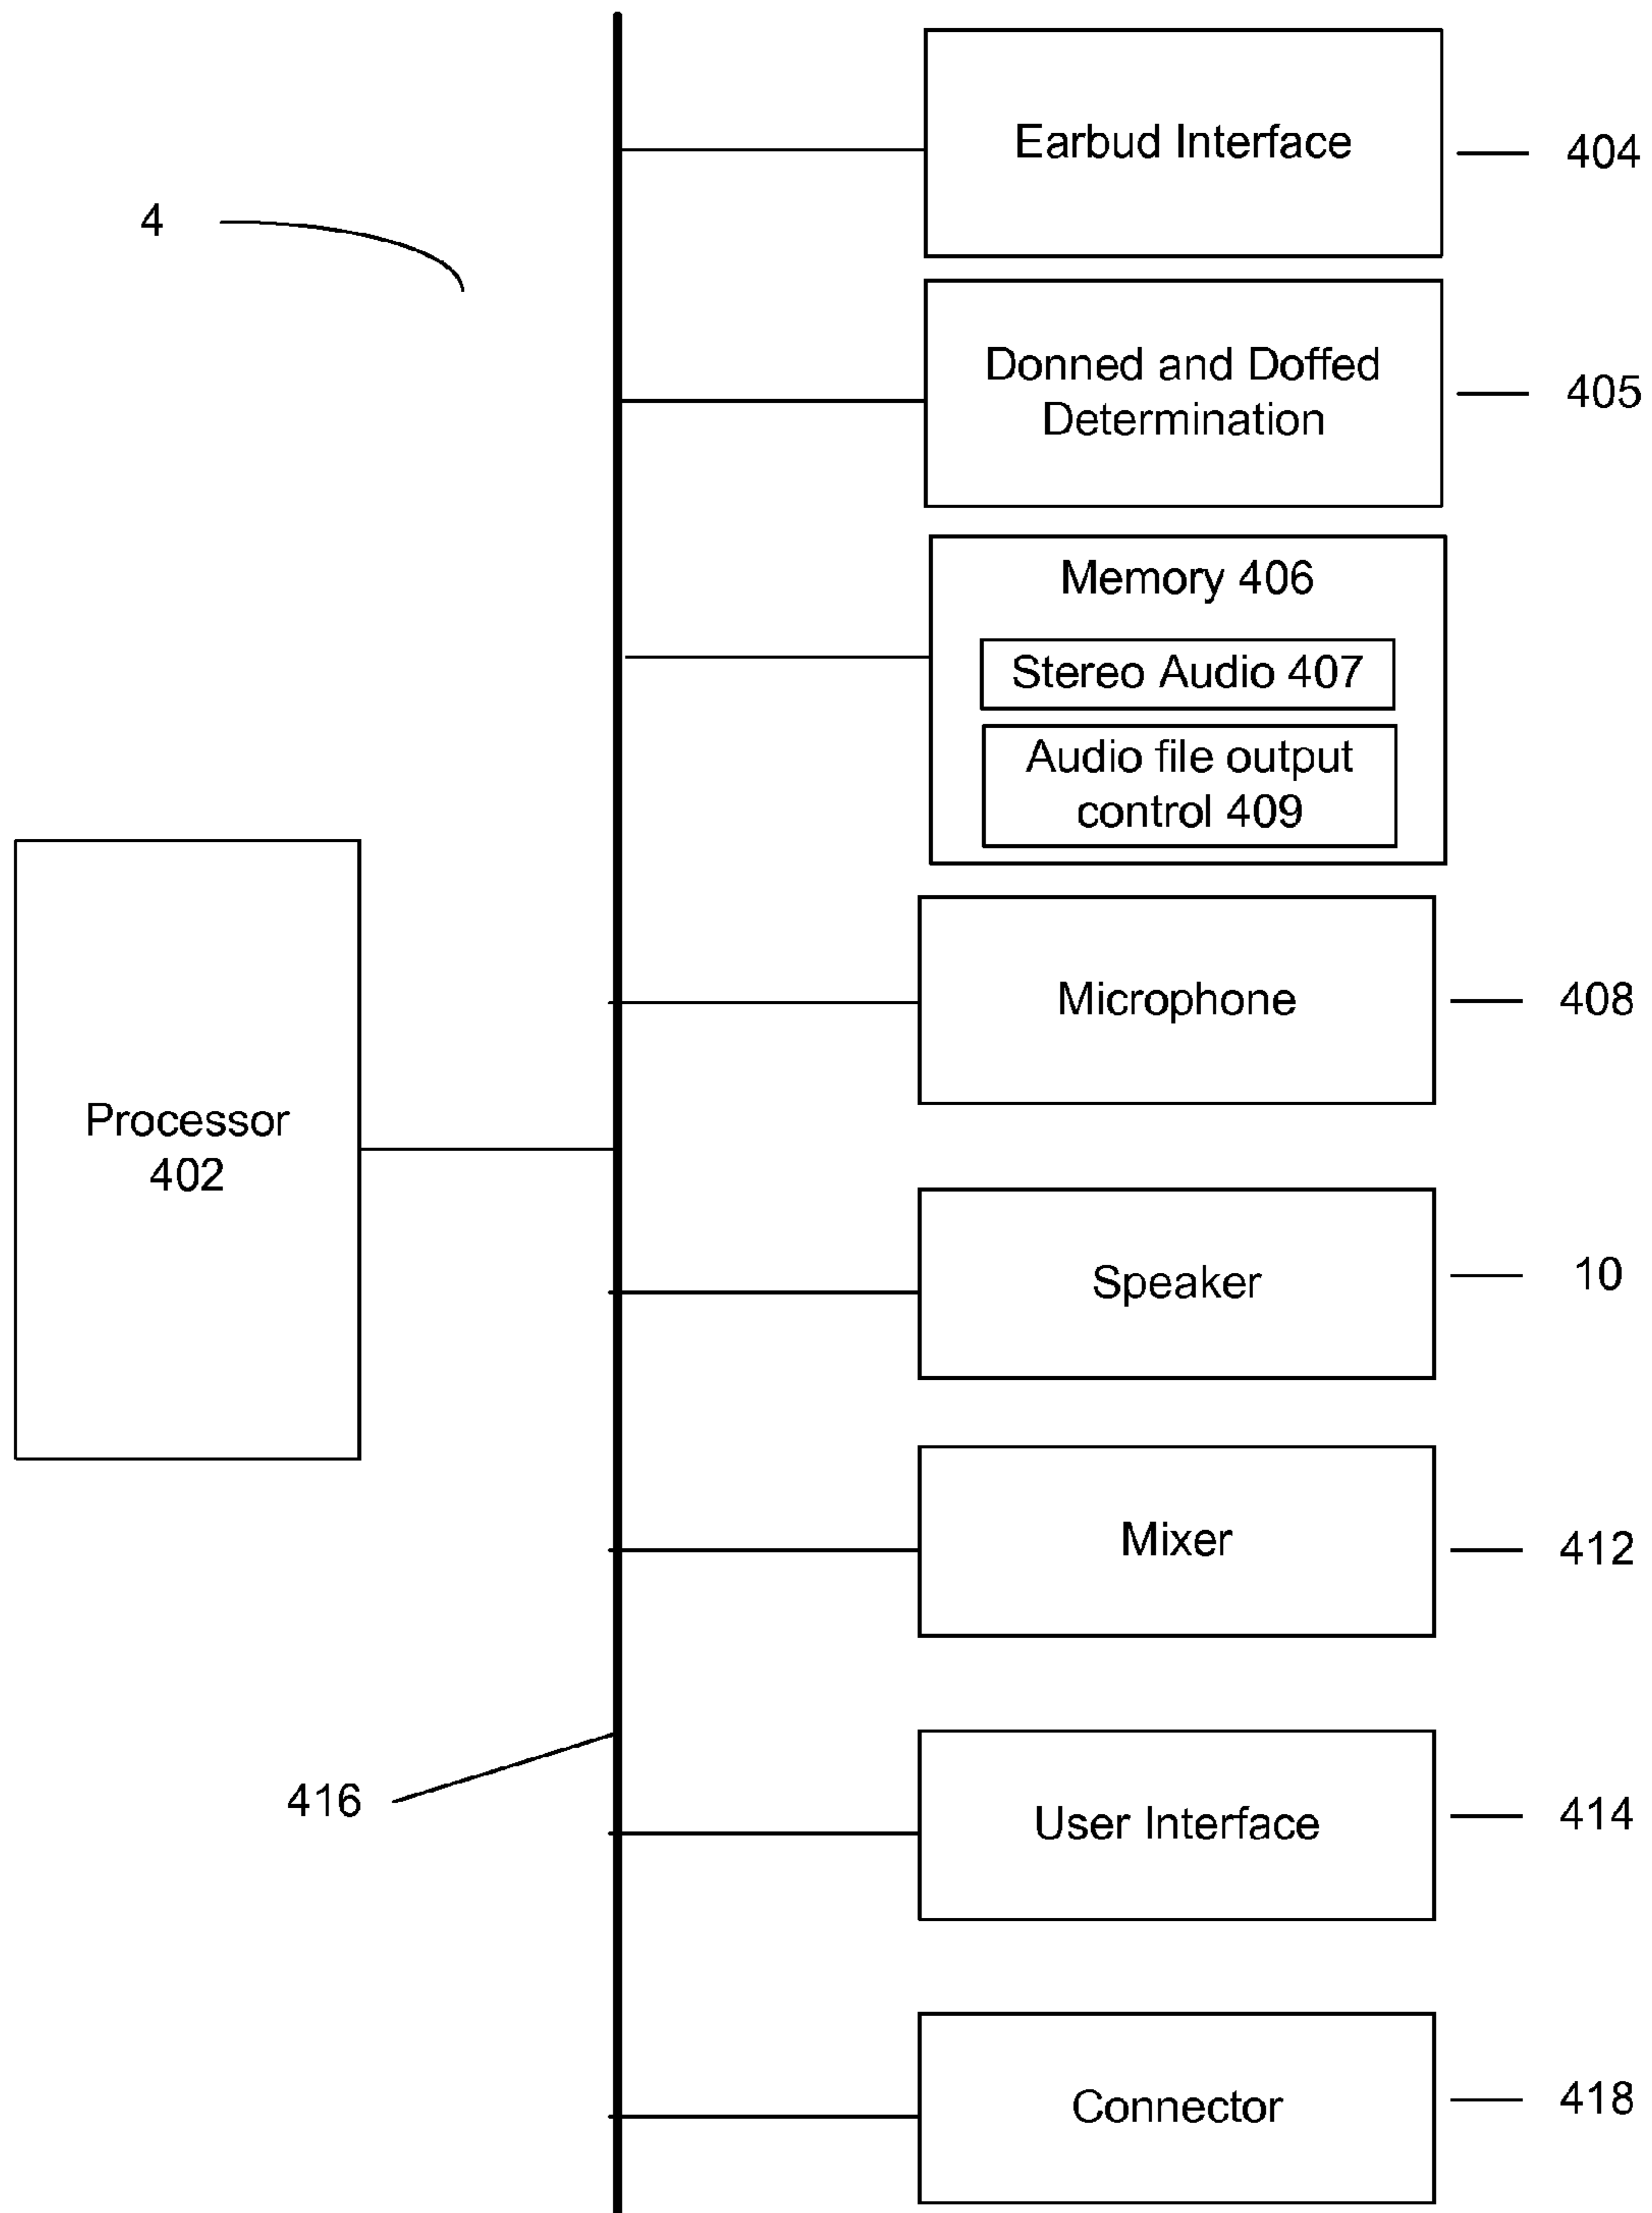 Earbud Interface
404
4
Donned and Doffed
Determination
405
Memory 406
Stereo Audio 407
Audio file output
control 409
Microphone
408
Processor
402
Speaker
10
Mixer
412
416
User Interface
414
Connector
418